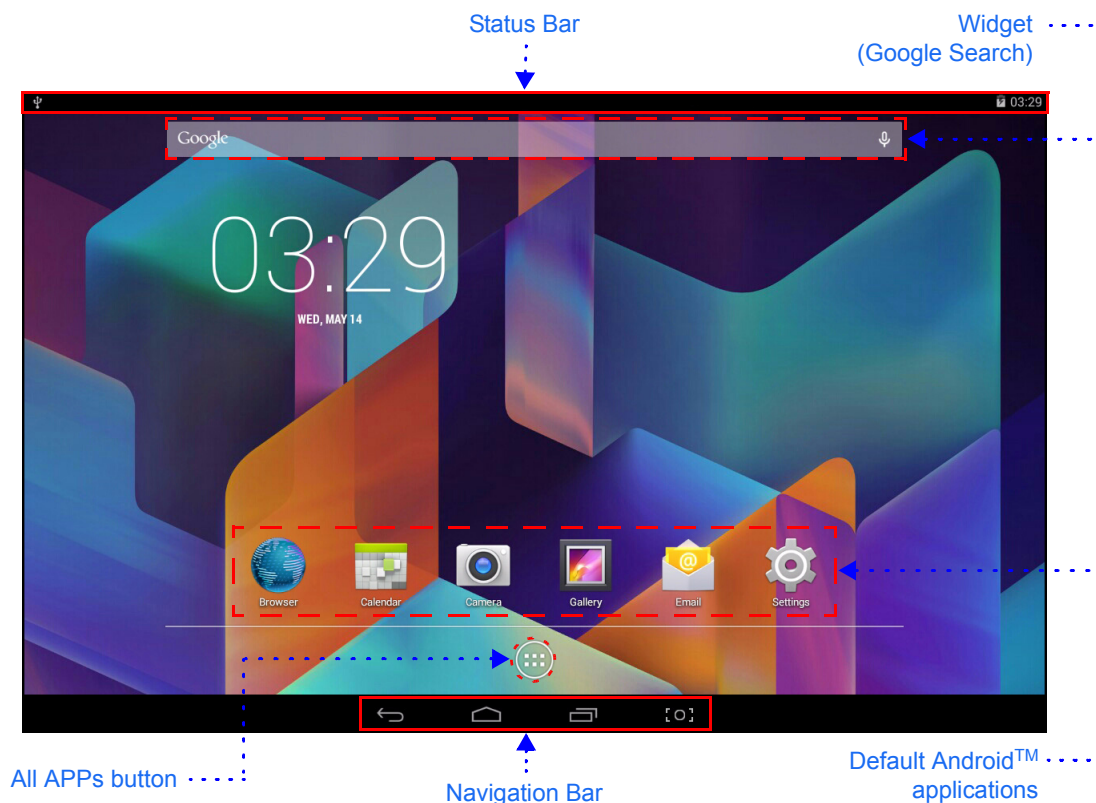 Status Bar
Widget
(Google Search)
03:29
Google
03:29
WED, MAY 14
Browser
Calendar
Camera
Gallery
Email
Settings
All APPs button
Navigation Bar
Default Android™
applications